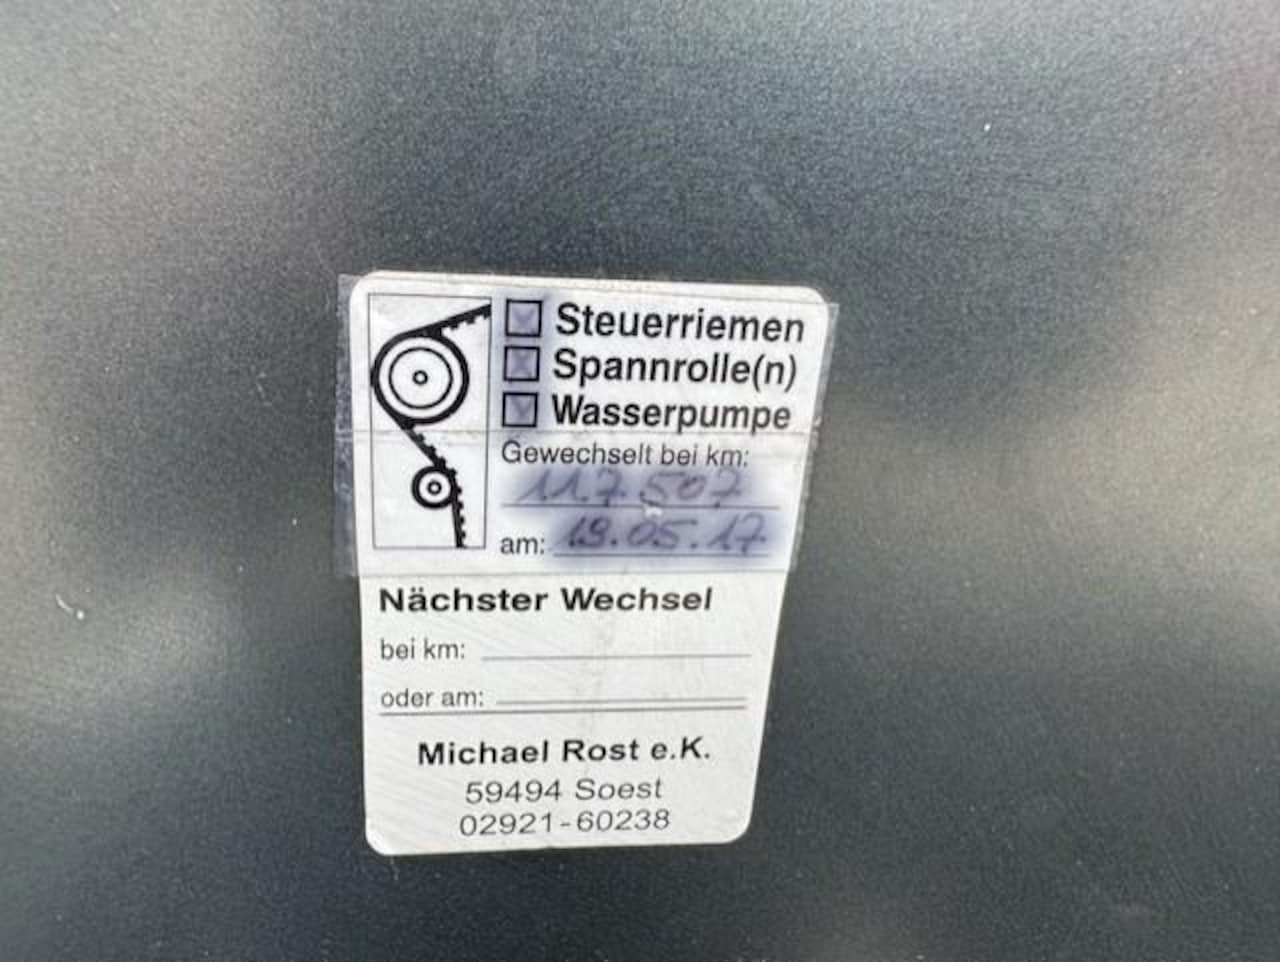 Steuerriemen
Spannrolle(n)
Wasserpumpe
Gewechselt bei km:
117.507
am: 19.05.17
Nächster Wechsel
bei km:
oder am:
Michael Rost e.K.
59494 Soest
02921-60238